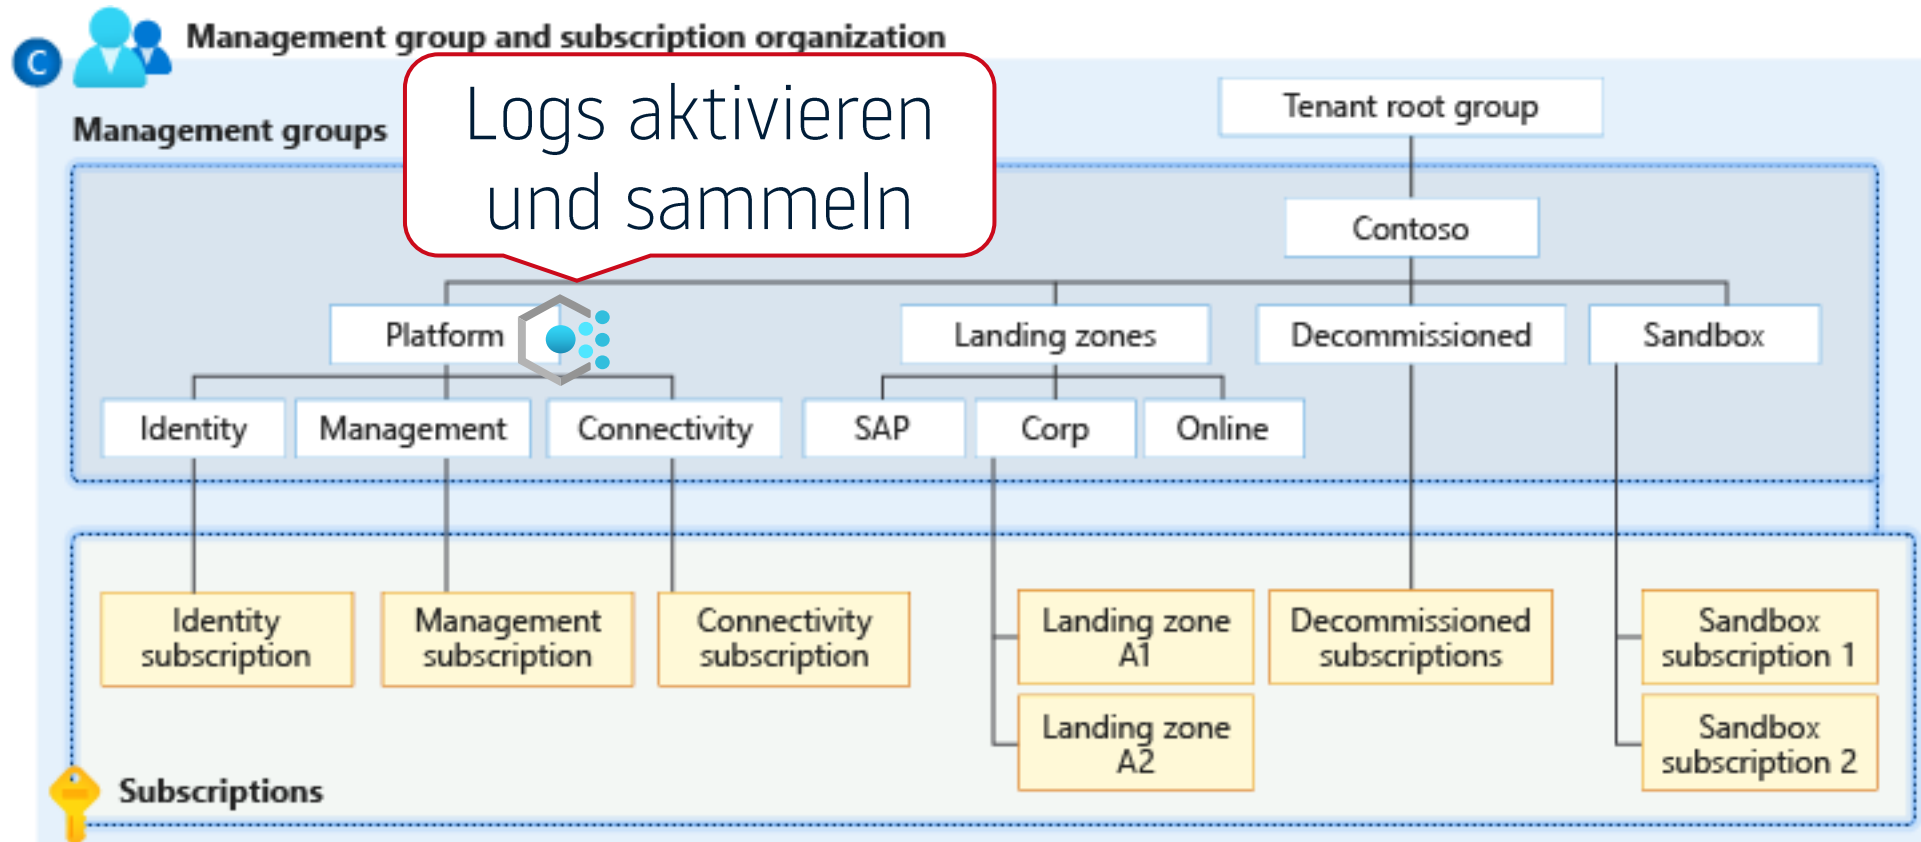 C
Management group and subscription organization
Logs aktivieren
und sammeln
Management groups
Tenant root group
Contoso
Platform
Landing zones
Decommissioned
Sandbox
Identity
Management
Connectivity
SAP
Corp
Online
Identity
subscription
Management
subscription
Connectivity
subscription
Landing zone
A1
Decommissioned
subscriptions
Sandbox
subscription 1
Landing zone
A2
Sandbox
subscription 2
Subscriptions